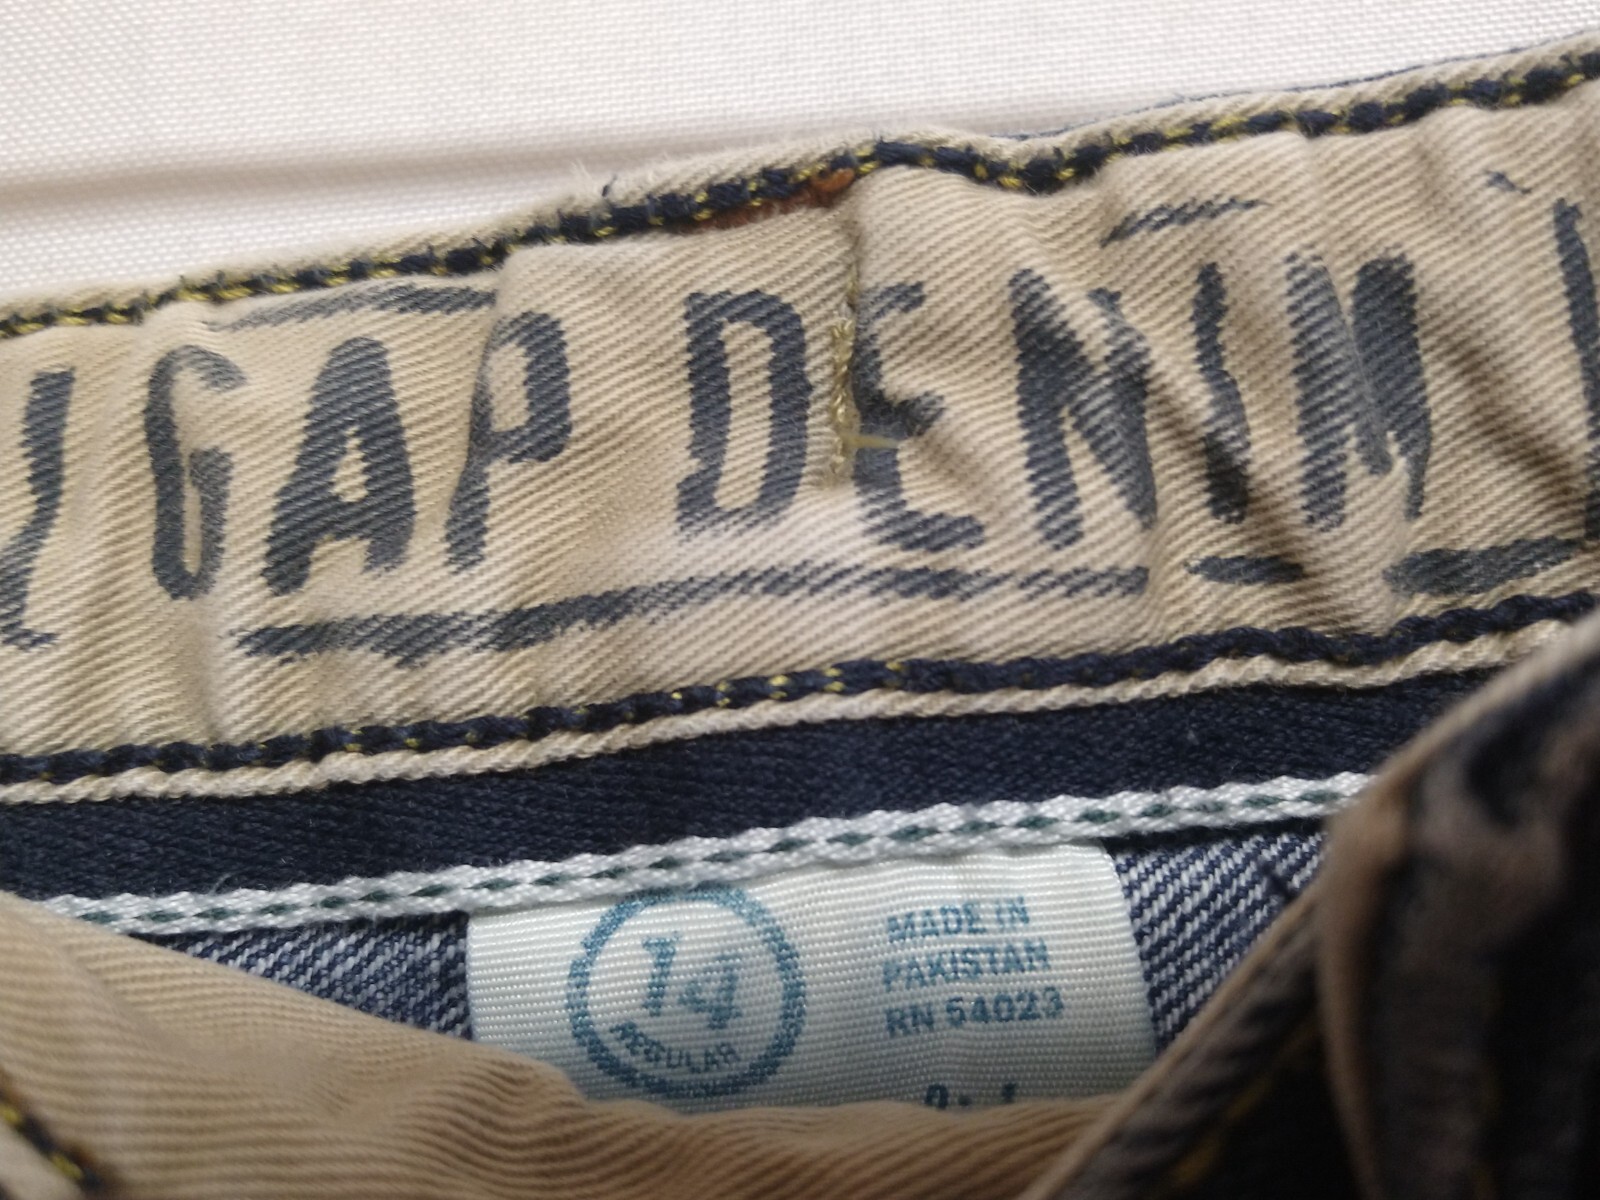 GAP DENIM
14
REGULAR
MADE IN
PAKISTAN
RN 54023